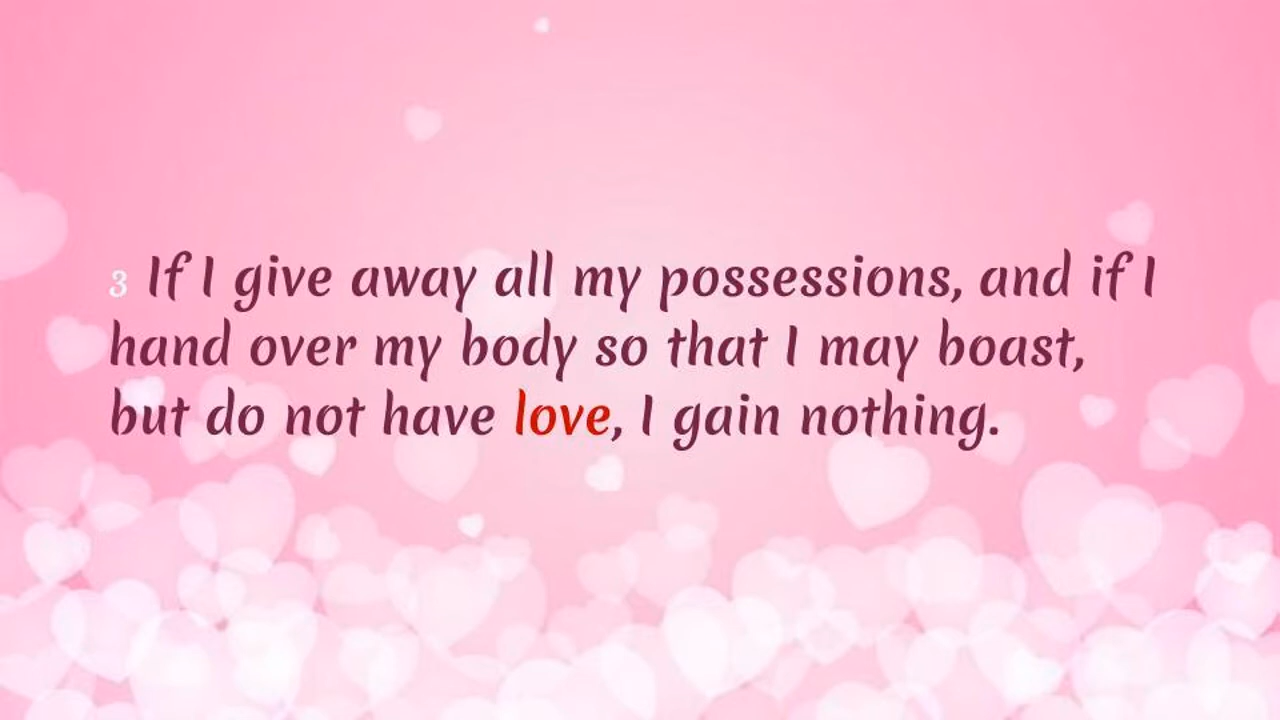 3 If I give away all my possessions, and if I
hand over my body so that I may boast,
but do not have love, I gain nothing.